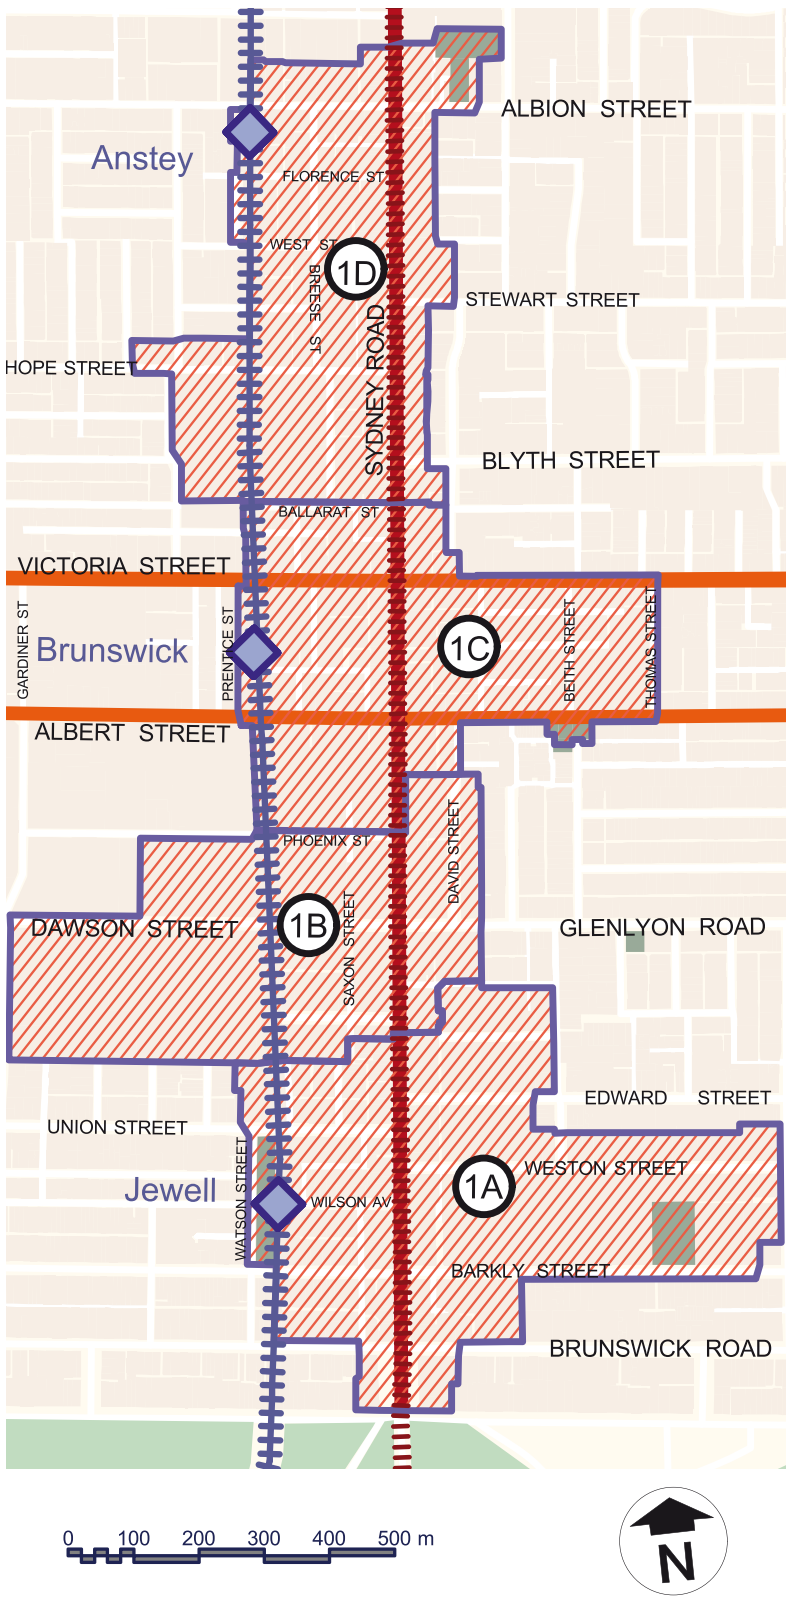 ALBION STREET
Anstey
FLORENCE ST
WEST ST
1D
BREESE ST
STEWART STREET
SYDNEY ROAD
HOPE STREET
BLYTH STREET
BALLARAT ST
VICTORIA STREET
GARDINER ST
PRENTICE ST
BEITH STREET
THOMAS STREET
1C
Brunswick
ALBERT STREET
PHOENIX ST
DAVID STREET
SAXON STREET
1B
DAWSON STREET
GLENLYON ROAD
EDWARD STREET
UNION STREET
WATSON STREET
WESTON STREET
1A
Jewell
WILSON AV
BARKLY STREET
BRUNSWICK ROAD
0 100 200 300 400 500 m
N